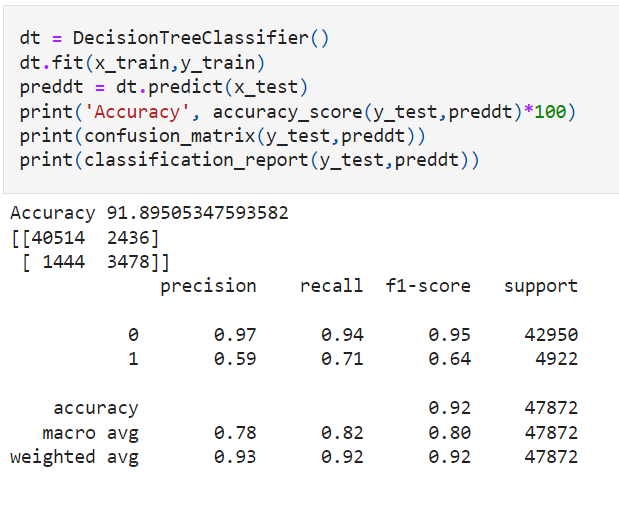 dt = DecisionTreeClassifier()
dt.fit(x_train,y_train)
preddt = dt.predict(x_test)
print('Accuracy', accuracy_score(y_test,preddt)*100)
print(confusion_matrix(y_test,preddt))
print(classification_report(y_test,preddt))
Accuracy 91.89505347593582
[[40514  2436]
 [ 1444  3478]]
              precision    recall  f1-score   support
           0       0.97      0.94      0.95     42950
           1       0.59      0.71      0.64      4922
    accuracy                           0.92     47872
   macro avg       0.78      0.82      0.80     47872
weighted avg       0.93      0.92      0.92     47872